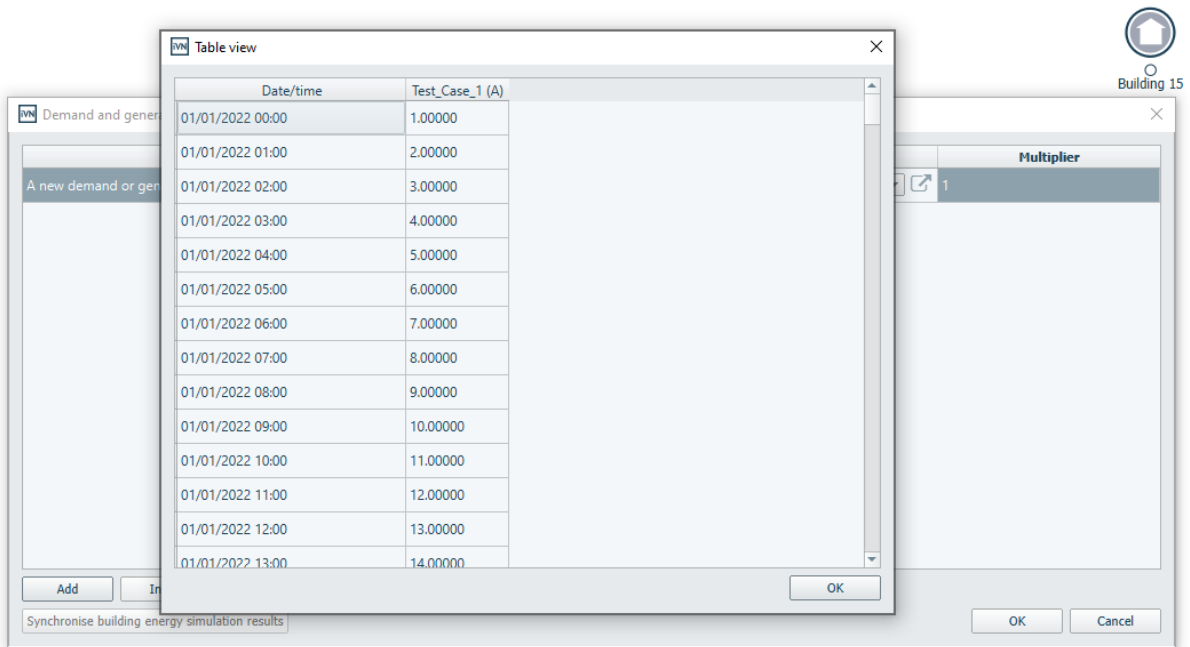 iVN Table view
Building 15
iVN Demand and gener
Date/time Test_Case_1 (A)
Multiplier
01/01/2022 00:00 1.00000
01/01/2022 01:00 2.00000
A new demand or gen 01/01/2022 02:00 3.00000 1
01/01/2022 03:00 4.00000
01/01/2022 04:00 5.00000
01/01/2022 05:00 6.00000
01/01/2022 06:00 7.00000
01/01/2022 07:00 8.00000
01/01/2022 08:00 9.00000
01/01/2022 09:00 10.00000
01/01/2022 10:00 11.00000
01/01/2022 11:00 12.00000
01/01/2022 12:00 13.00000
01/01/2022 13:00 14.00000
Add In OK
Synchronise building energy simulation results OK Cancel